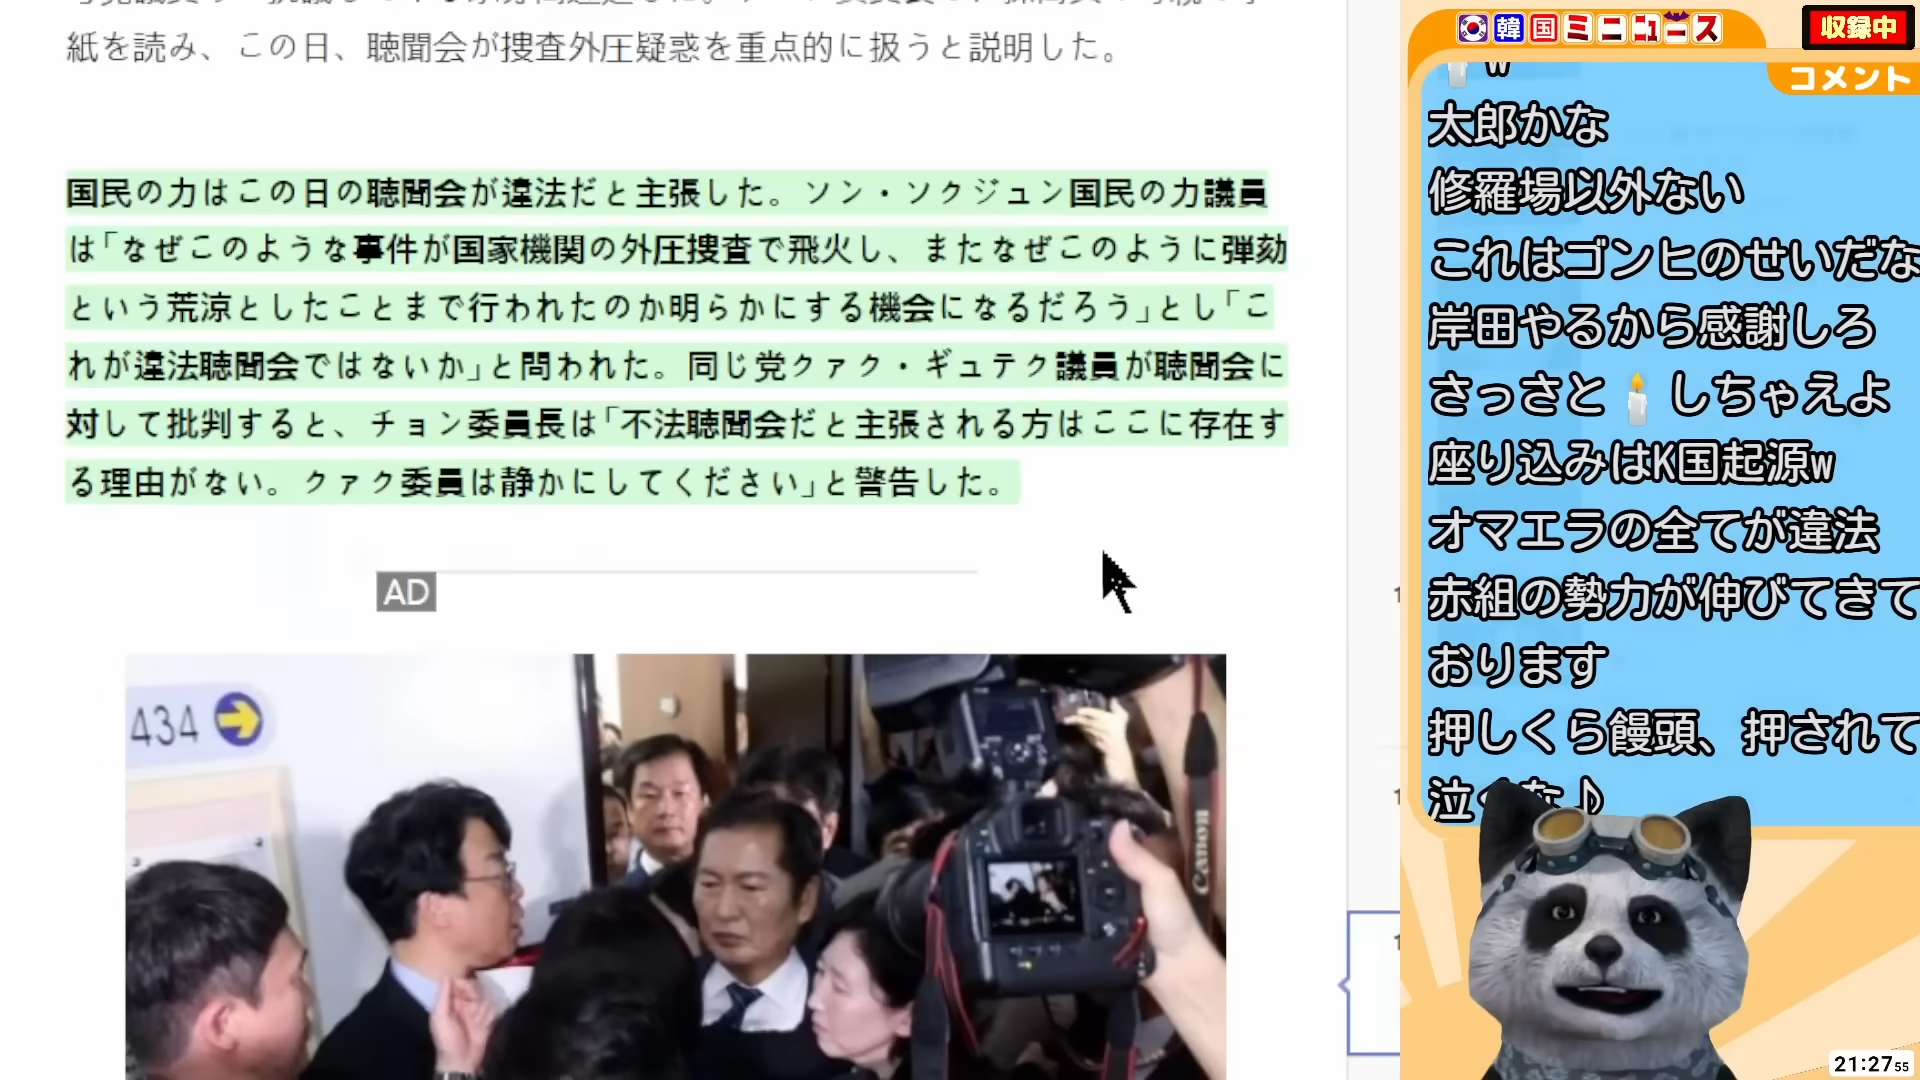 紙を読み、この日、聴聞会が捜査外圧疑惑を重点的に扱うと説明した。
国民の力はこの日の聴聞会が違法だと主張した。ソン・ソクジュン国民の力議員
は「なぜこのような事件が国家機関の外圧捜査で飛火し、またなぜこのように弾劾
という荒涼としたことまで行われたのか明らかにする機会になるだろう」とし「こ
れが違法聴聞会ではないか」と問われた。同じ党クァク・ギュテク議員が聴聞会に
対して批判すると、チョン委員長は「不法聴聞会だと主張される方はここに存在す
る理由がない。クァク委員は静かにしてください」と警告した。
AD
434
Canon
韓国ミニニュース
収録中
コメント
w
太郎かな
修羅場以外ない
これはゴンヒのせいだな
岸田やるから感謝しろ
さっさと🕯️しちゃえよ
座り込みはK国起源w
オマエラの全てが違法
赤組の勢力が伸びてきて
おります
押しくら饅頭、押されて
泣くな♪
21:27 55